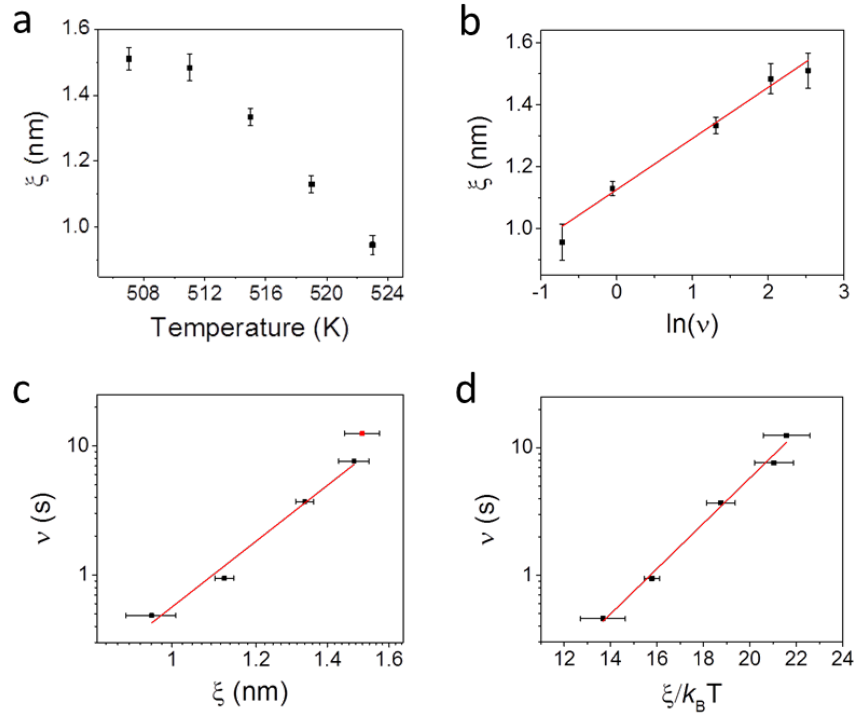 a
1.6
1.4
1.2
1.0
ξ (nm)
508 512 516 520 524
Temperature (K)
b
1.6
1.4
1.2
1.0
ξ (nm)
-1 0 1 2 3
ln(ν)
c
10
1
ν (s)
1 1.2 1.4 1.6
ξ (nm)
d
10
1
ν (s)
12 14 16 18 20 22 24
ξ/kBT